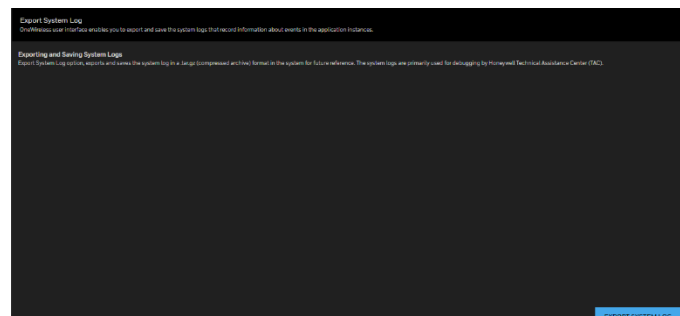 Export System Log
OneWireless user interface enables you to export and save the system logs that record information about events in the application instances.
Exporting and Saving System Logs
Export System Log option, exports and saves the system log in a .tar.gz (compressed archive) format in the system for future reference. The system logs are primarily used for debugging by Honeywell Technical Assistance Center (TAC).
EXPORT SYSTEM LOG